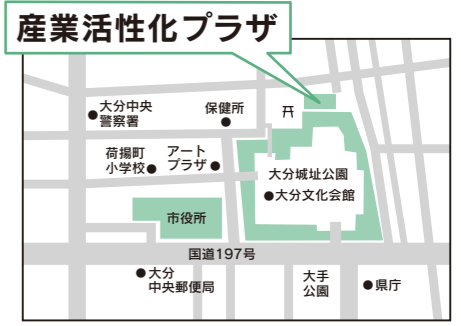 産業活性化プラザ
大分中央
警察署
保健所
荷揚町
小学校
アート
プラザ
大分城址公園
大分文化会館
市役所
国道197号
大分
中央郵便局
大手
公園
県庁